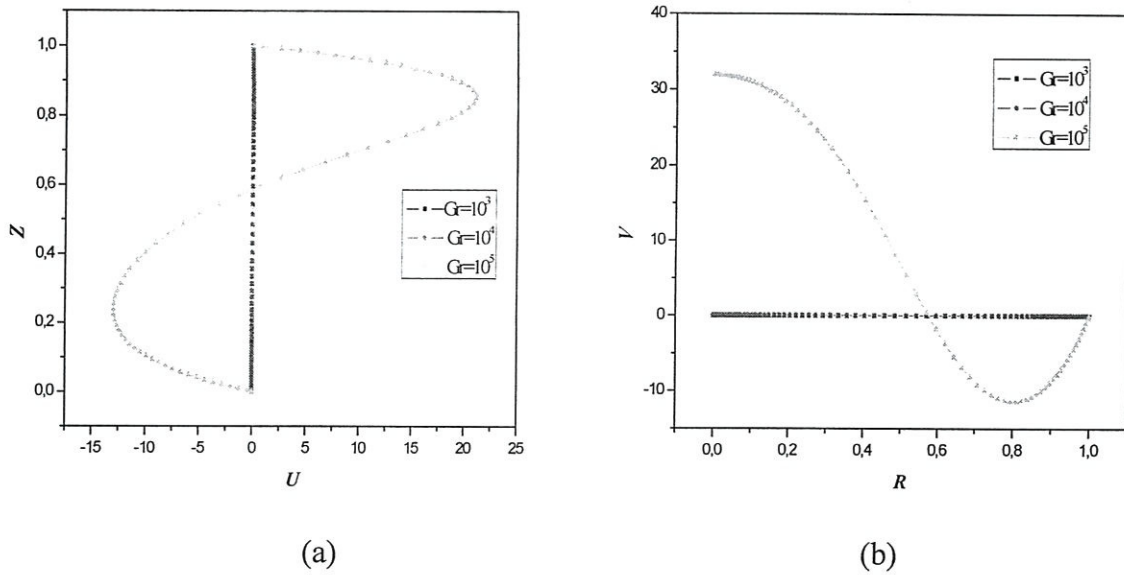 1,0
0,8
0,6
0,4
0,2
0,0
Z
-15 -10 -5 0 5 10 15 20 25
U
Gr=10³
Gr=10⁴
Gr=10⁵
(a)
40
30
20
10
0
-10
V
0,0 0,2 0,4 0,6 0,8 1,0
R
Gr=10³
Gr=10⁴
Gr=10⁵
(b)